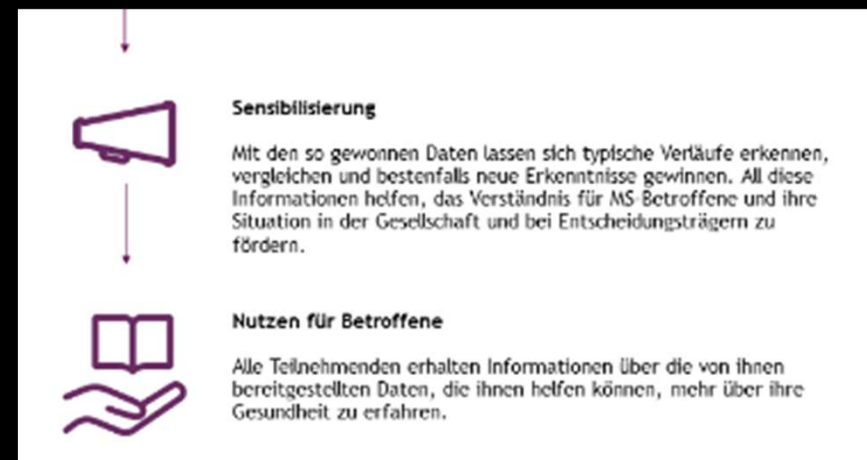 Sensibilisierung
Mit den so gewonnen Daten lassen sich typische Verläufe erkennen,
vergleichen und bestenfalls neue Erkenntnisse gewinnen. All diese
Informationen helfen, das Verständnis für MS-Betroffene und ihre
Situation in der Gesellschaft und bei Entscheidungsträgern zu
fördern.
Nutzen für Betroffene
Alle Teilnehmenden erhalten Informationen über die von ihnen
bereitgestellten Daten, die ihnen helfen können, mehr über ihre
Gesundheit zu erfahren.